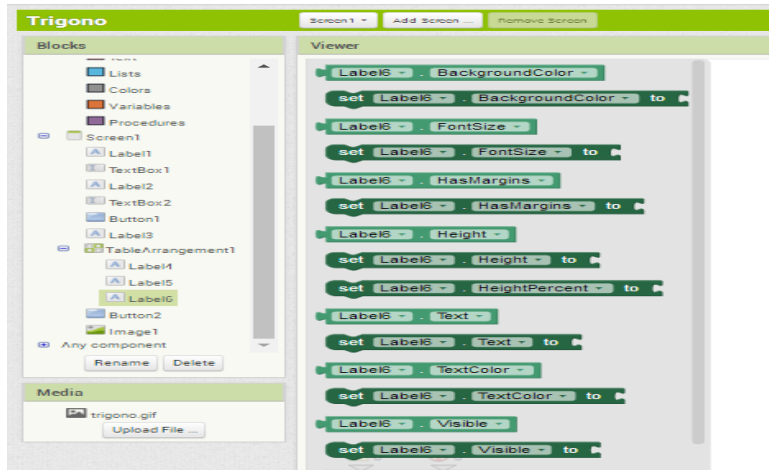 Trigono
Screen1 Add Screen ... Remove Screen
Blocks
Text
Lists
Colors
Variables
Procedures
Screen1
Label1
TextBox1
Label2
TextBox2
Button1
Label3
TableArrangement1
Label4
Label5
Label6
Button2
Image1
Any component
Rename Delete
Media
trigono.gif
Upload File ...
Viewer
Label6 . BackgroundColor
set Label6 . BackgroundColor to
Label6 . FontSize
set Label6 . FontSize to
Label6 . HasMargins
set Label6 . HasMargins to
Label6 . Height
set Label6 . Height to
set Label6 . HeightPercent to
Label6 . Text
set Label6 . Text to
Label6 . TextColor
set Label6 . TextColor to
Label6 . Visible
set Label6 . Visible to